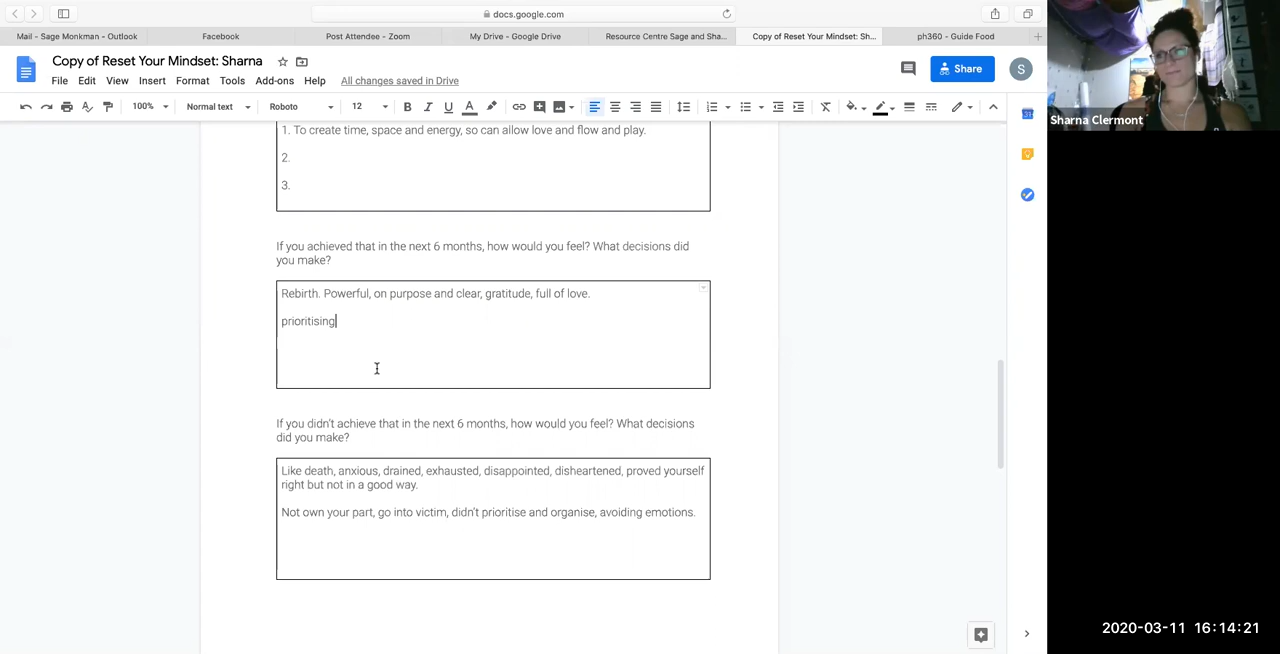 docs.google.com
Mail - Sage Monkman - Outlook
Facebook
Post Attendee - Zoom
My Drive - Google Drive
Resource Centre Sage and Sha...
Copy of Reset Your Mindset: Sh...
ph360 - Guide Food
Copy of Reset Your Mindset: Sharna
File Edit View Insert Format Tools Add-ons Help All changes saved in Drive
Share
S
100% Normal text Roboto 12 B I U A
Sharna Clermont
1. To create time, space and energy, so can allow love and flow and play.
2.
3.
If you achieved that in the next 6 months, how would you feel? What decisions did
you make?
Rebirth. Powerful, on purpose and clear, gratitude, full of love.
prioritising
If you didn't achieve that in the next 6 months, how would you feel? What decisions
did you make?
Like death, anxious, drained, exhausted, disappointed, disheartened, proved yourself
right but not in a good way.
Not own your part, go into victim, didn't prioritise and organise, avoiding emotions.
2020-03-11 16:14:21